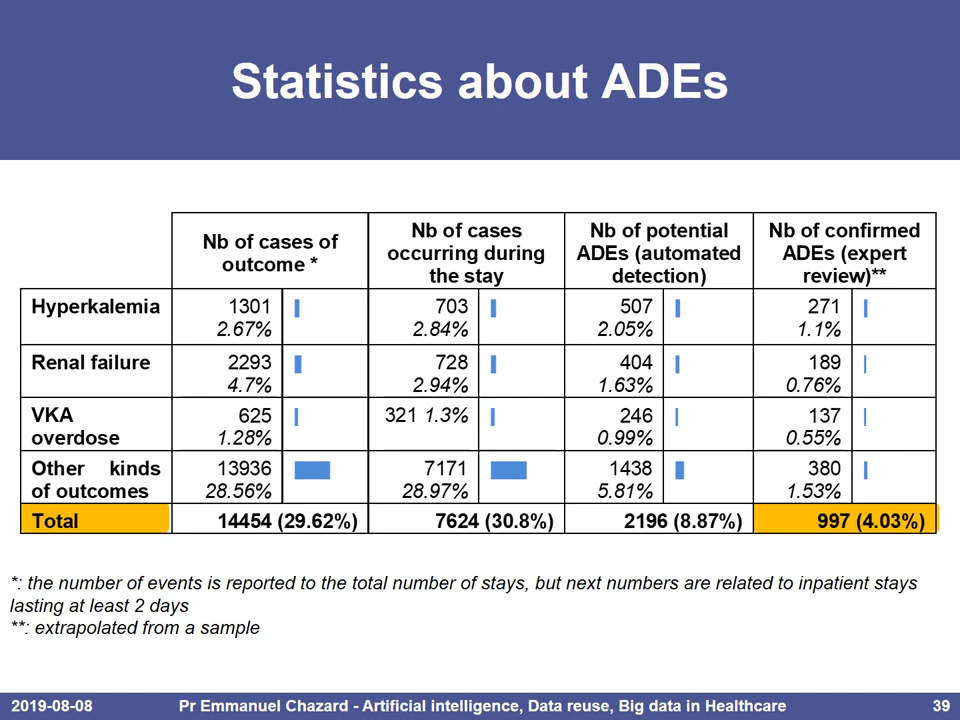 Statistics about ADEs
Nb of cases of
outcome *
Nb of cases
occurring during
the stay
Nb of potential
ADEs (automated
detection)
Nb of confirmed
ADEs (expert
review)**
Hyperkalemia 1301 703 507 271
2.67% 2.84% 2.05% 1.1%
Renal failure 2293 728 404 189
4.7% 2.94% 1.63% 0.76%
VKA 625 321 1.3% 246 137
overdose 1.28% 0.99% 0.55%
Other kinds 13936 7171 1438 380
of outcomes 28.56% 28.97% 5.81% 1.53%
Total 14454 (29.62%) 7624 (30.8%) 2196 (8.87%) 997 (4.03%)
*: the number of events is reported to the total number of stays, but next numbers are related to inpatient stays
lasting at least 2 days
**: extrapolated from a sample
2019-08-08 Pr Emmanuel Chazard - Artificial intelligence, Data reuse, Big data in Healthcare 39